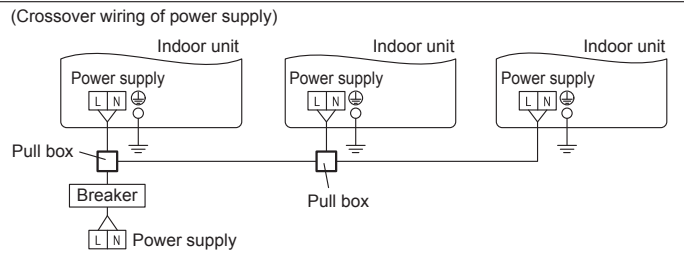 (Crossover wiring of power supply)
Indoor unit
Indoor unit
Indoor unit
Power supply
Power supply
Power supply
L N
L N
L N
Pull box
Breaker
Pull box
L N Power supply